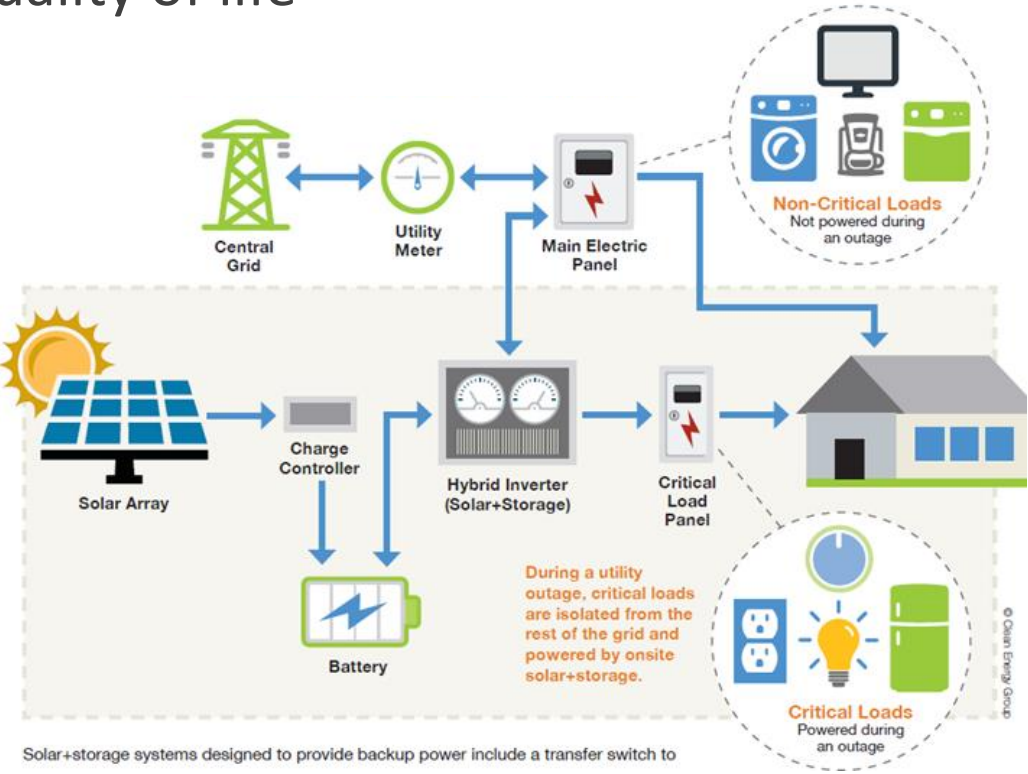 quality of life
Central
Grid
Utility
Meter
Main Electric
Panel
Non-Critical Loads
Not powered during
an outage
Solar Array
Charge
Controller
Hybrid Inverter
(Solar+Storage)
Critical
Load
Panel
Battery
During a utility
outage, critical loads
are isolated from the
rest of the grid and
powered by onsite
solar+storage.
Critical Loads
Powered during
an outage
© Clean Energy Group
Solar+storage systems designed to provide backup power include a transfer switch to